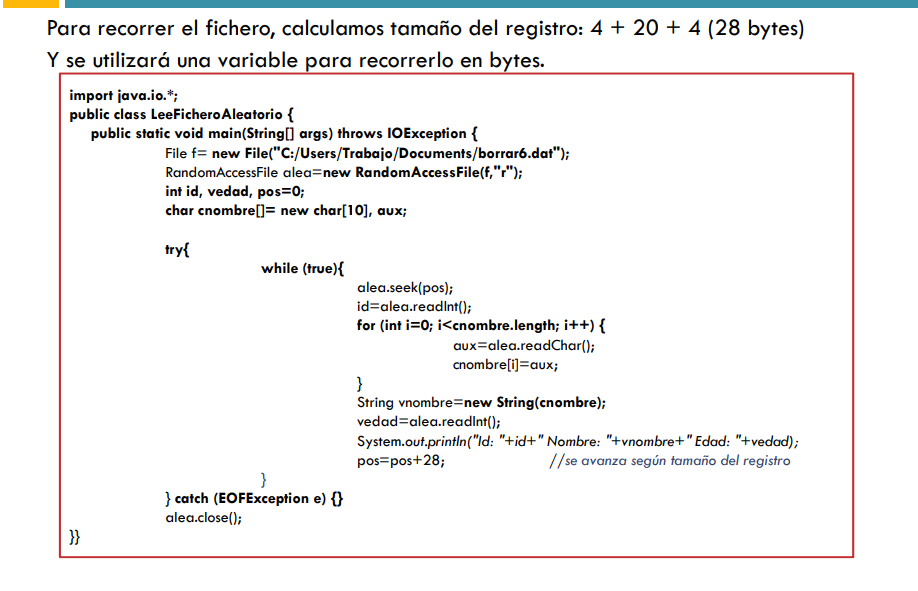 Para recorrer el fichero, calculamos tamaño del registro: 4 + 20 + 4 (28 bytes)
Y se utilizará una variable para recorrerlo en bytes.
import java.io.*;
public class LeeFicheroAleatorio {
public static void main(String[] args) throws IOException {
File f= new File("C:/Users/Trabajo/Documents/borrar6.dat");
RandomAccessFile alea=new RandomAccessFile(f,"r");
int id, vedad, pos=0;
char cnombre[]= new char[10], aux;
try{
while (true){
alea.seek(pos);
id=alea.readInt();
for (int i=0; i<cnombre.length; i++) {
aux=alea.readChar();
cnombre[i]=aux;
}
String vnombre=new String(cnombre);
vedad=alea.readInt();
System.out.println("Id: "+id+" Nombre: "+vnombre+" Edad: "+vedad);
pos=pos+28; //se avanza según tamaño del registro
}
} catch (EOFException e) {}
alea.close();
}}